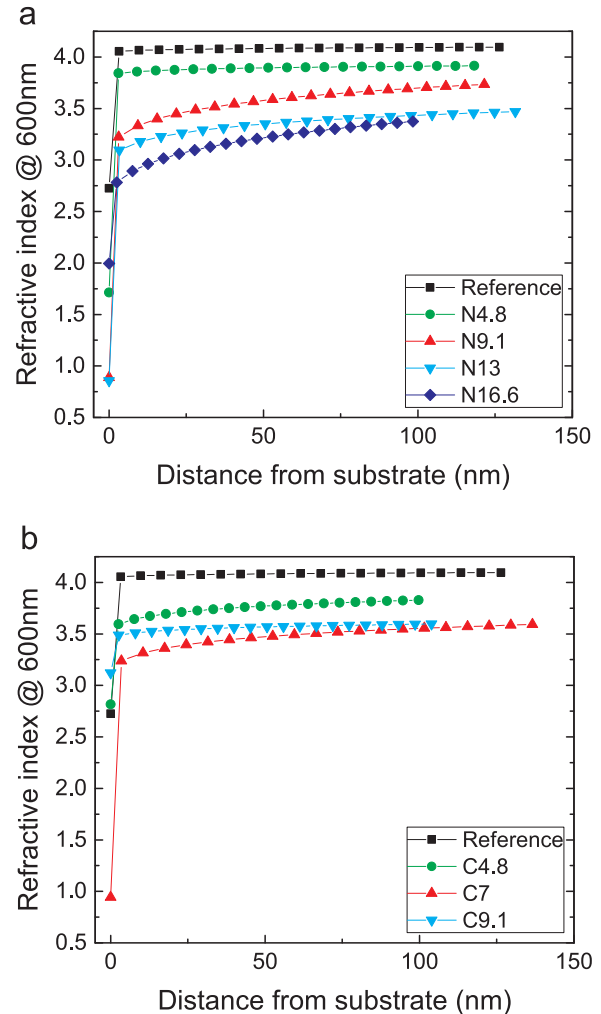 a
Refractive index @ 600nm
4.0
3.5
3.0
2.5
2.0
1.5
1.0
0.5
Reference
N4.8
N9.1
N13
N16.6
0 50 100 150
Distance from substrate (nm)
b
Refractive index @ 600nm
4.0
3.5
3.0
2.5
2.0
1.5
1.0
0.5
Reference
C4.8
C7
C9.1
0 50 100 150
Distance from substrate (nm)